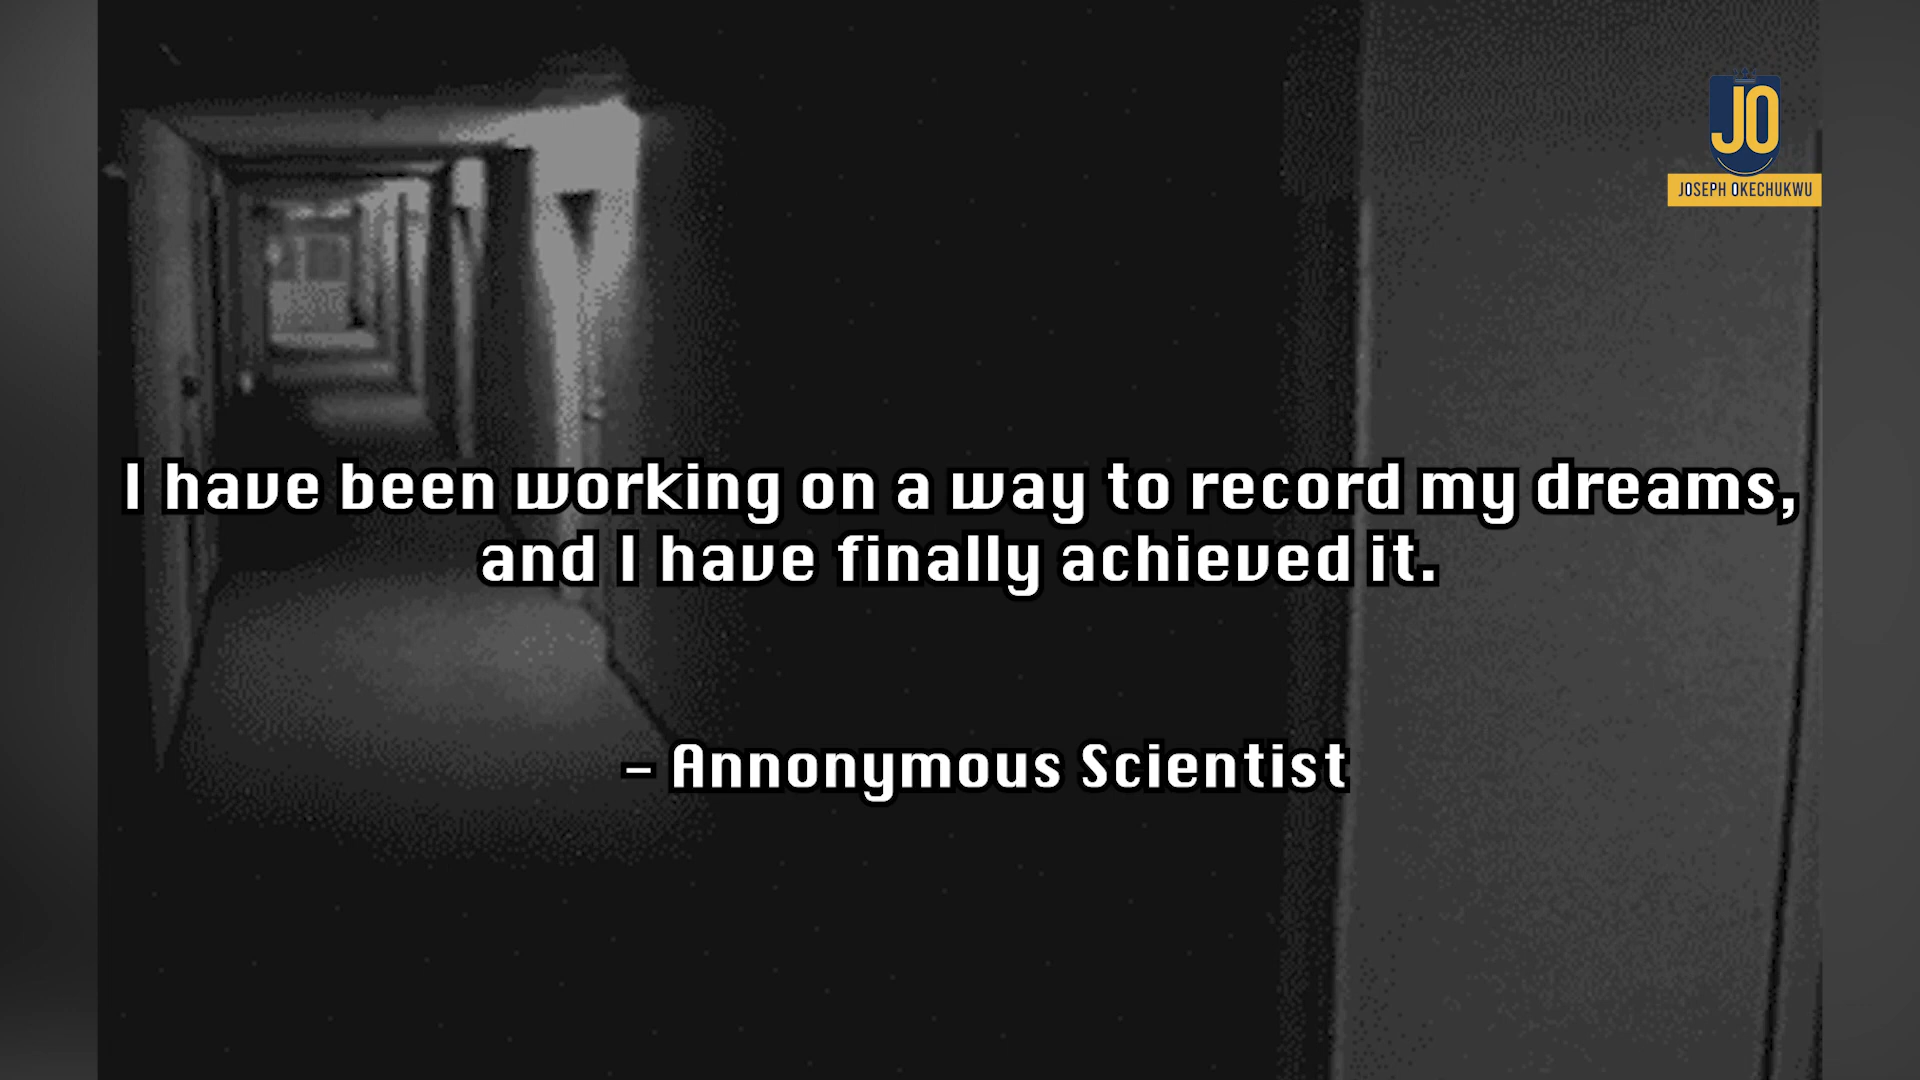 JO
JOSEPH OKECHUKWU
I have been working on a way to record my dreams,
and I have finally achieved it.
– Annonymous Scientist